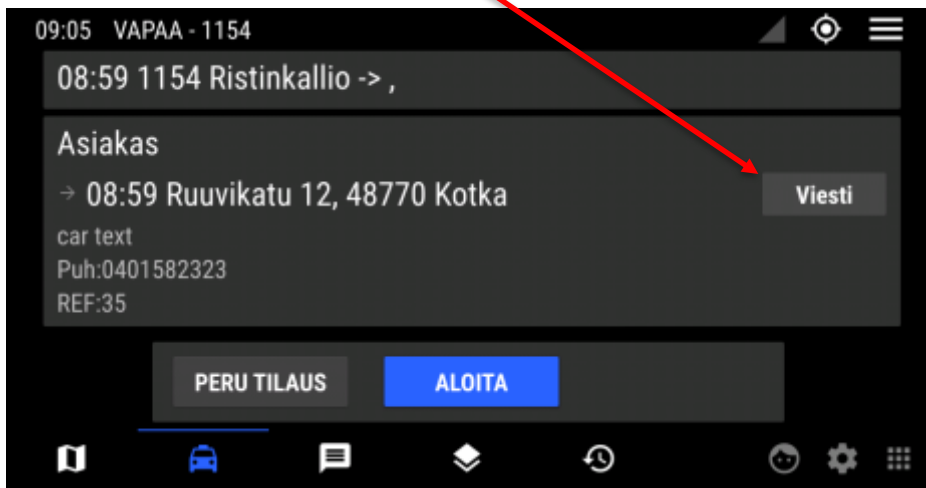 09:05 VAPAA - 1154
08:59 1154 Ristinkallio -> ,
Asiakas
→ 08:59 Ruuvikatu 12, 48770 Kotka
Viesti
car text
Puh:0401582323
REF:35
PERU TILAUS
ALOITA